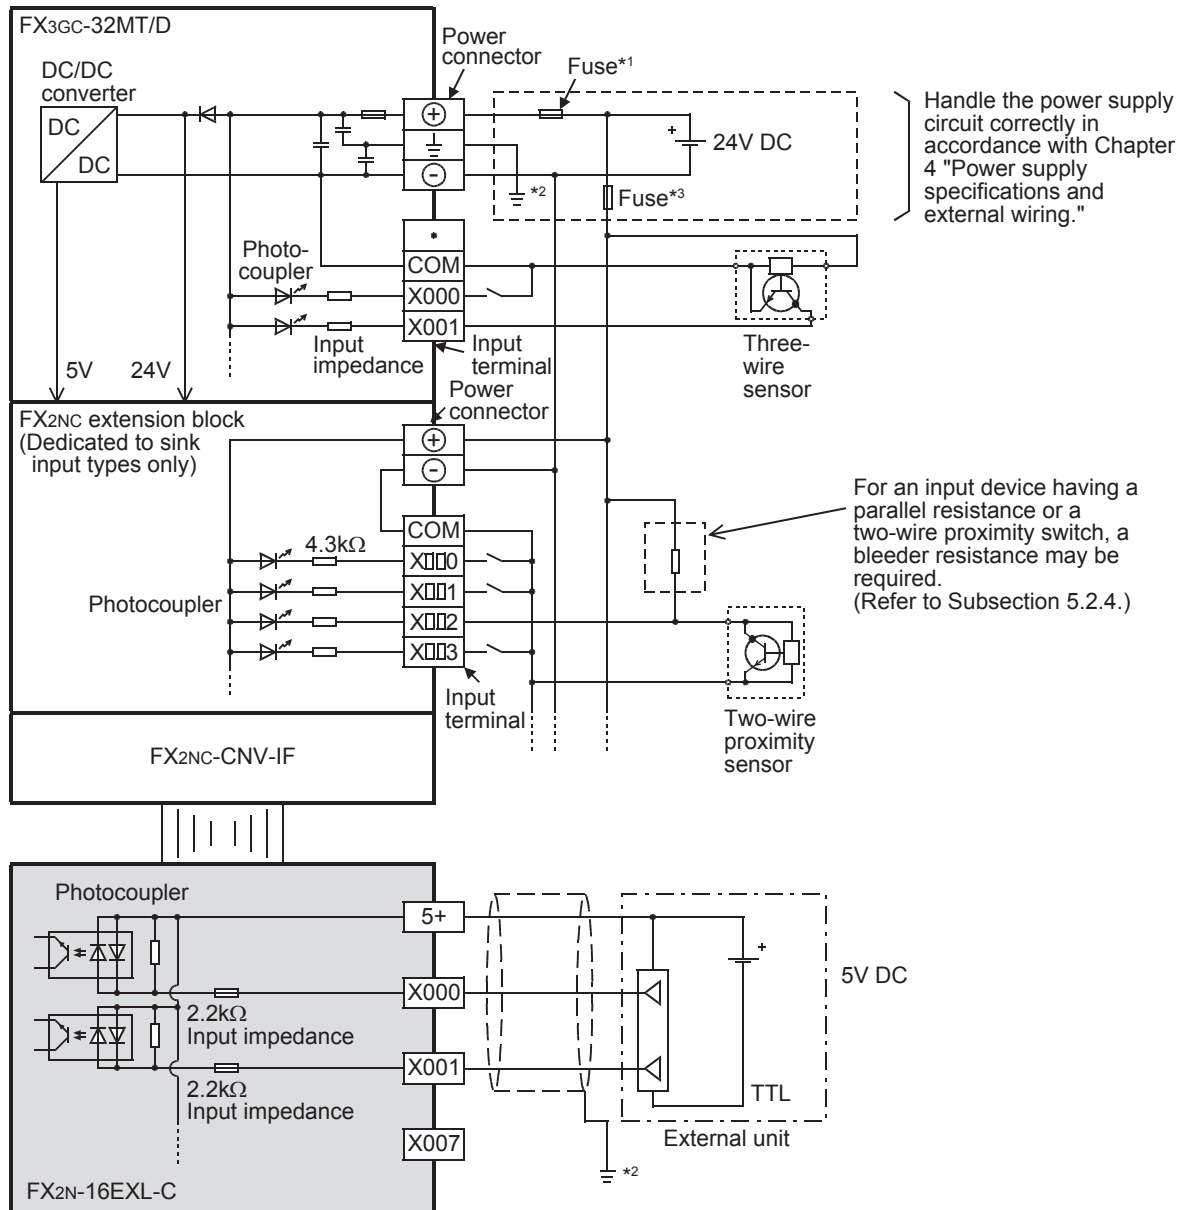 FX3GC-32MT/D
DC/DC
converter
DC
DC
Power
connector
Fuse*1
+
24V DC
*2
Fuse*3
Handle the power supply
circuit correctly in
accordance with Chapter
4 "Power supply
specifications and
external wiring."
+
-
•
COM
X000
X001
Photo-
coupler
Input
impedance
Input
terminal
Three-
wire
sensor
5V
24V
Power
connector
FX2NC extension block
(Dedicated to sink
input types only)
+
-
COM
X□□0
X□□1
X□□2
X□□3
4.3kΩ
Photocoupler
Input
terminal
For an input device having a
parallel resistance or a
two-wire proximity switch, a
bleeder resistance may be
required.
(Refer to Subsection 5.2.4.)
Two-wire
proximity
sensor
FX2NC-CNV-IF
Photocoupler
5+
X000
2.2kΩ
Input impedance
X001
2.2kΩ
Input impedance
X007
+
5V DC
TTL
External unit
*2
FX2N-16EXL-C